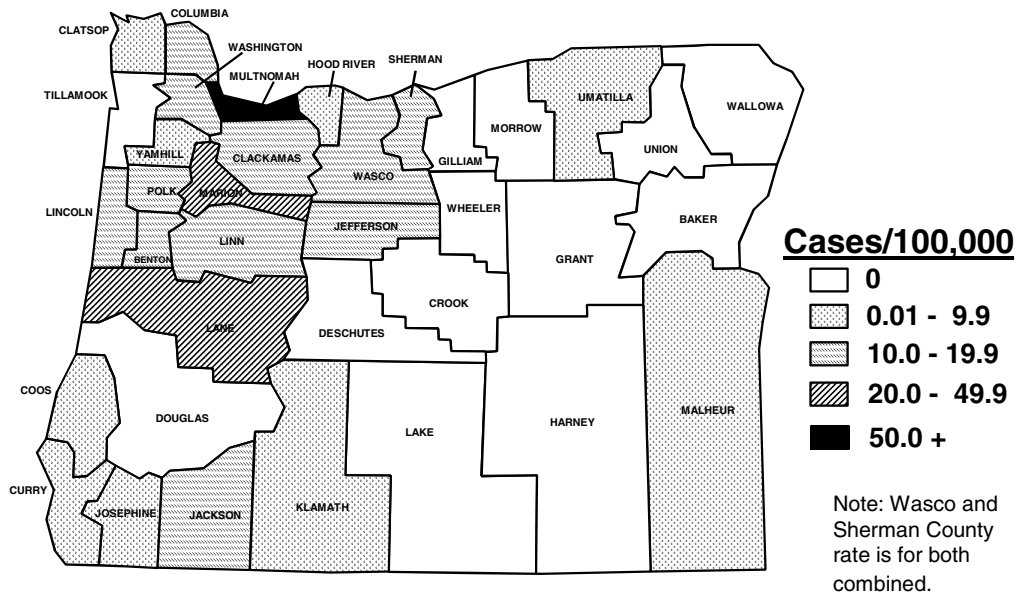 COLUMBIA
CLATSOP
WASHINGTON
HOOD RIVER
SHERMAN
MULTNOMAH
TILLAMOOK
UMATILLA
WALLOWA
MORROW
UNION
YAMHILL
CLACKAMAS
GILLIAM
WASCO
POLK
MARION
LINCOLN
WHEELER
BAKER
JEFFERSON
LINN
BENTON
GRANT
CROOK
LANE
DESCHUTES
COOS
DOUGLAS
LAKE
HARNEY
MALHEUR
CURRY
JOSEPHINE
JACKSON
KLAMATH
Cases/100,000
0
0.01 - 9.9
10.0 - 19.9
20.0 - 49.9
50.0 +
Note: Wasco and
Sherman County
rate is for both
combined.